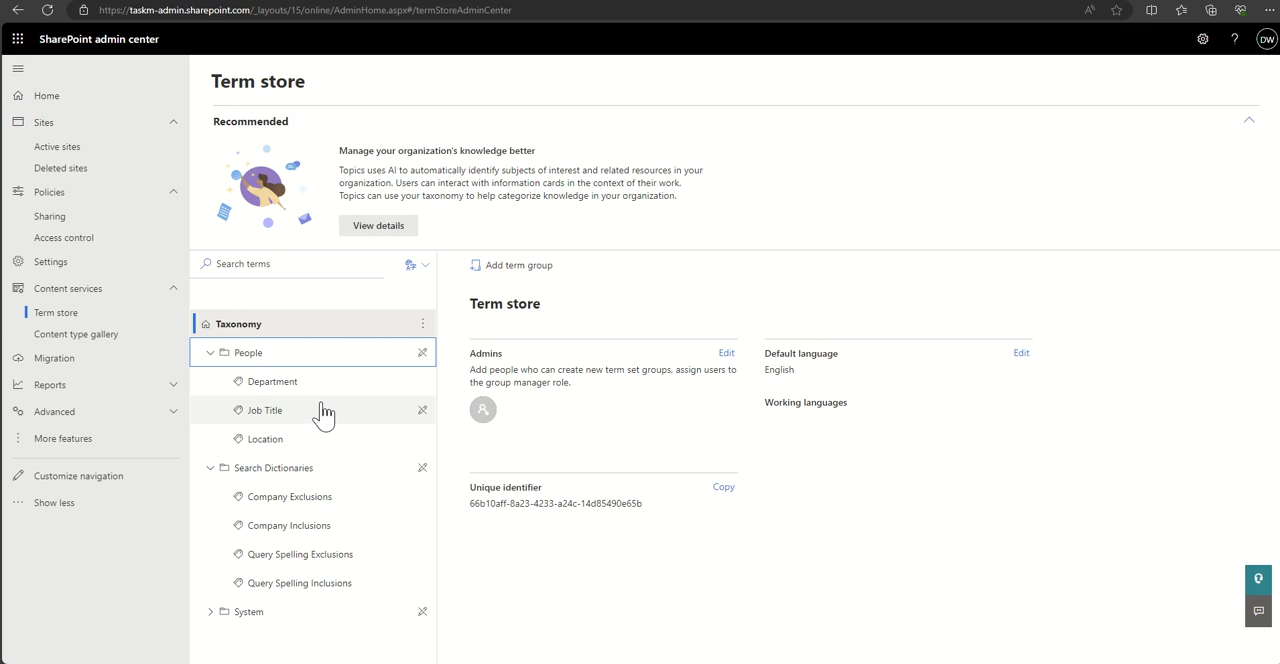 https://taskm-admin.sharepoint.com/_layouts/15/online/AdminHome.aspx#/termStoreAdminCenter
SharePoint admin center
DW
Home
Sites
Active sites
Deleted sites
Policies
Sharing
Access control
Settings
Content services
Term store
Content type gallery
Migration
Reports
Advanced
More features
Customize navigation
Show less
Term store
Recommended
Manage your organization's knowledge better
Topics uses AI to automatically identify subjects of interest and related resources in your
organization. Users can interact with information cards in the context of their work.
Topics can use your taxonomy to help categorize knowledge in your organization.
View details
Search terms
Taxonomy
People
Department
Job Title
Location
Search Dictionaries
Company Exclusions
Company Inclusions
Query Spelling Exclusions
Query Spelling Inclusions
System
Add term group
Term store
Admins Edit
Add people who can create new term set groups, assign users to
the group manager role.
Default language Edit
English
Working languages
Unique identifier Copy
66b10aff-8a23-4233-a24c-14d85490e65b